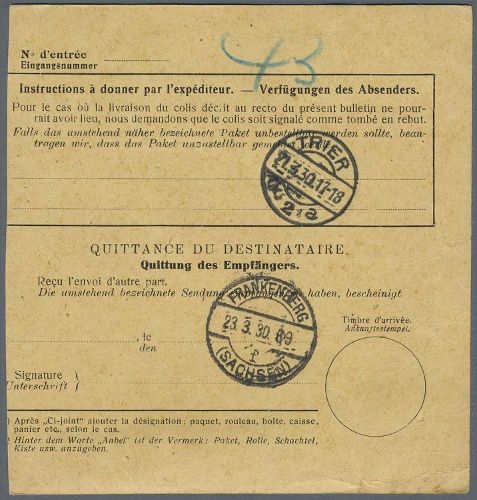 43
No d'entrée
Eingangsnummer
Instructions à donner par l'expéditeur. — Verfügungen des Absenders.
Pour le cas où la livraison du colis décrit au recto du présent bulletin ne pour-
rait avoir lieu, nous demandons que le colis soit signalé comme tombé en rebut.
Falls das umstehend näher bezeichnete Paket unbestellbar werden sollte, bean-
tragen wir, dass das Paket unzustellbar
TRIER
21.3.30.17-18
2 a
QUITTANCE DU DESTINATAIRE.
Quittung des Empfängers.
Reçu l'envoi d'autre part.
Die umstehend bezeichnete Sendung haben, bescheinigt.
FRANKENBERG
23.3.30.
(SACHSEN)
Timbre d'arrivée.
Ankunftsstempel.
, le
den
Signature
Unterschrift
) Après „Ci-joint" ajouter la désignation; paquet, rouleau, boîte, caisse,
panier etc., selon le cas.
) Hinter dem Worte „Anbei" ist der Vermerk: Paket, Rolle, Schachtel,
Kiste usw. anzugeben.